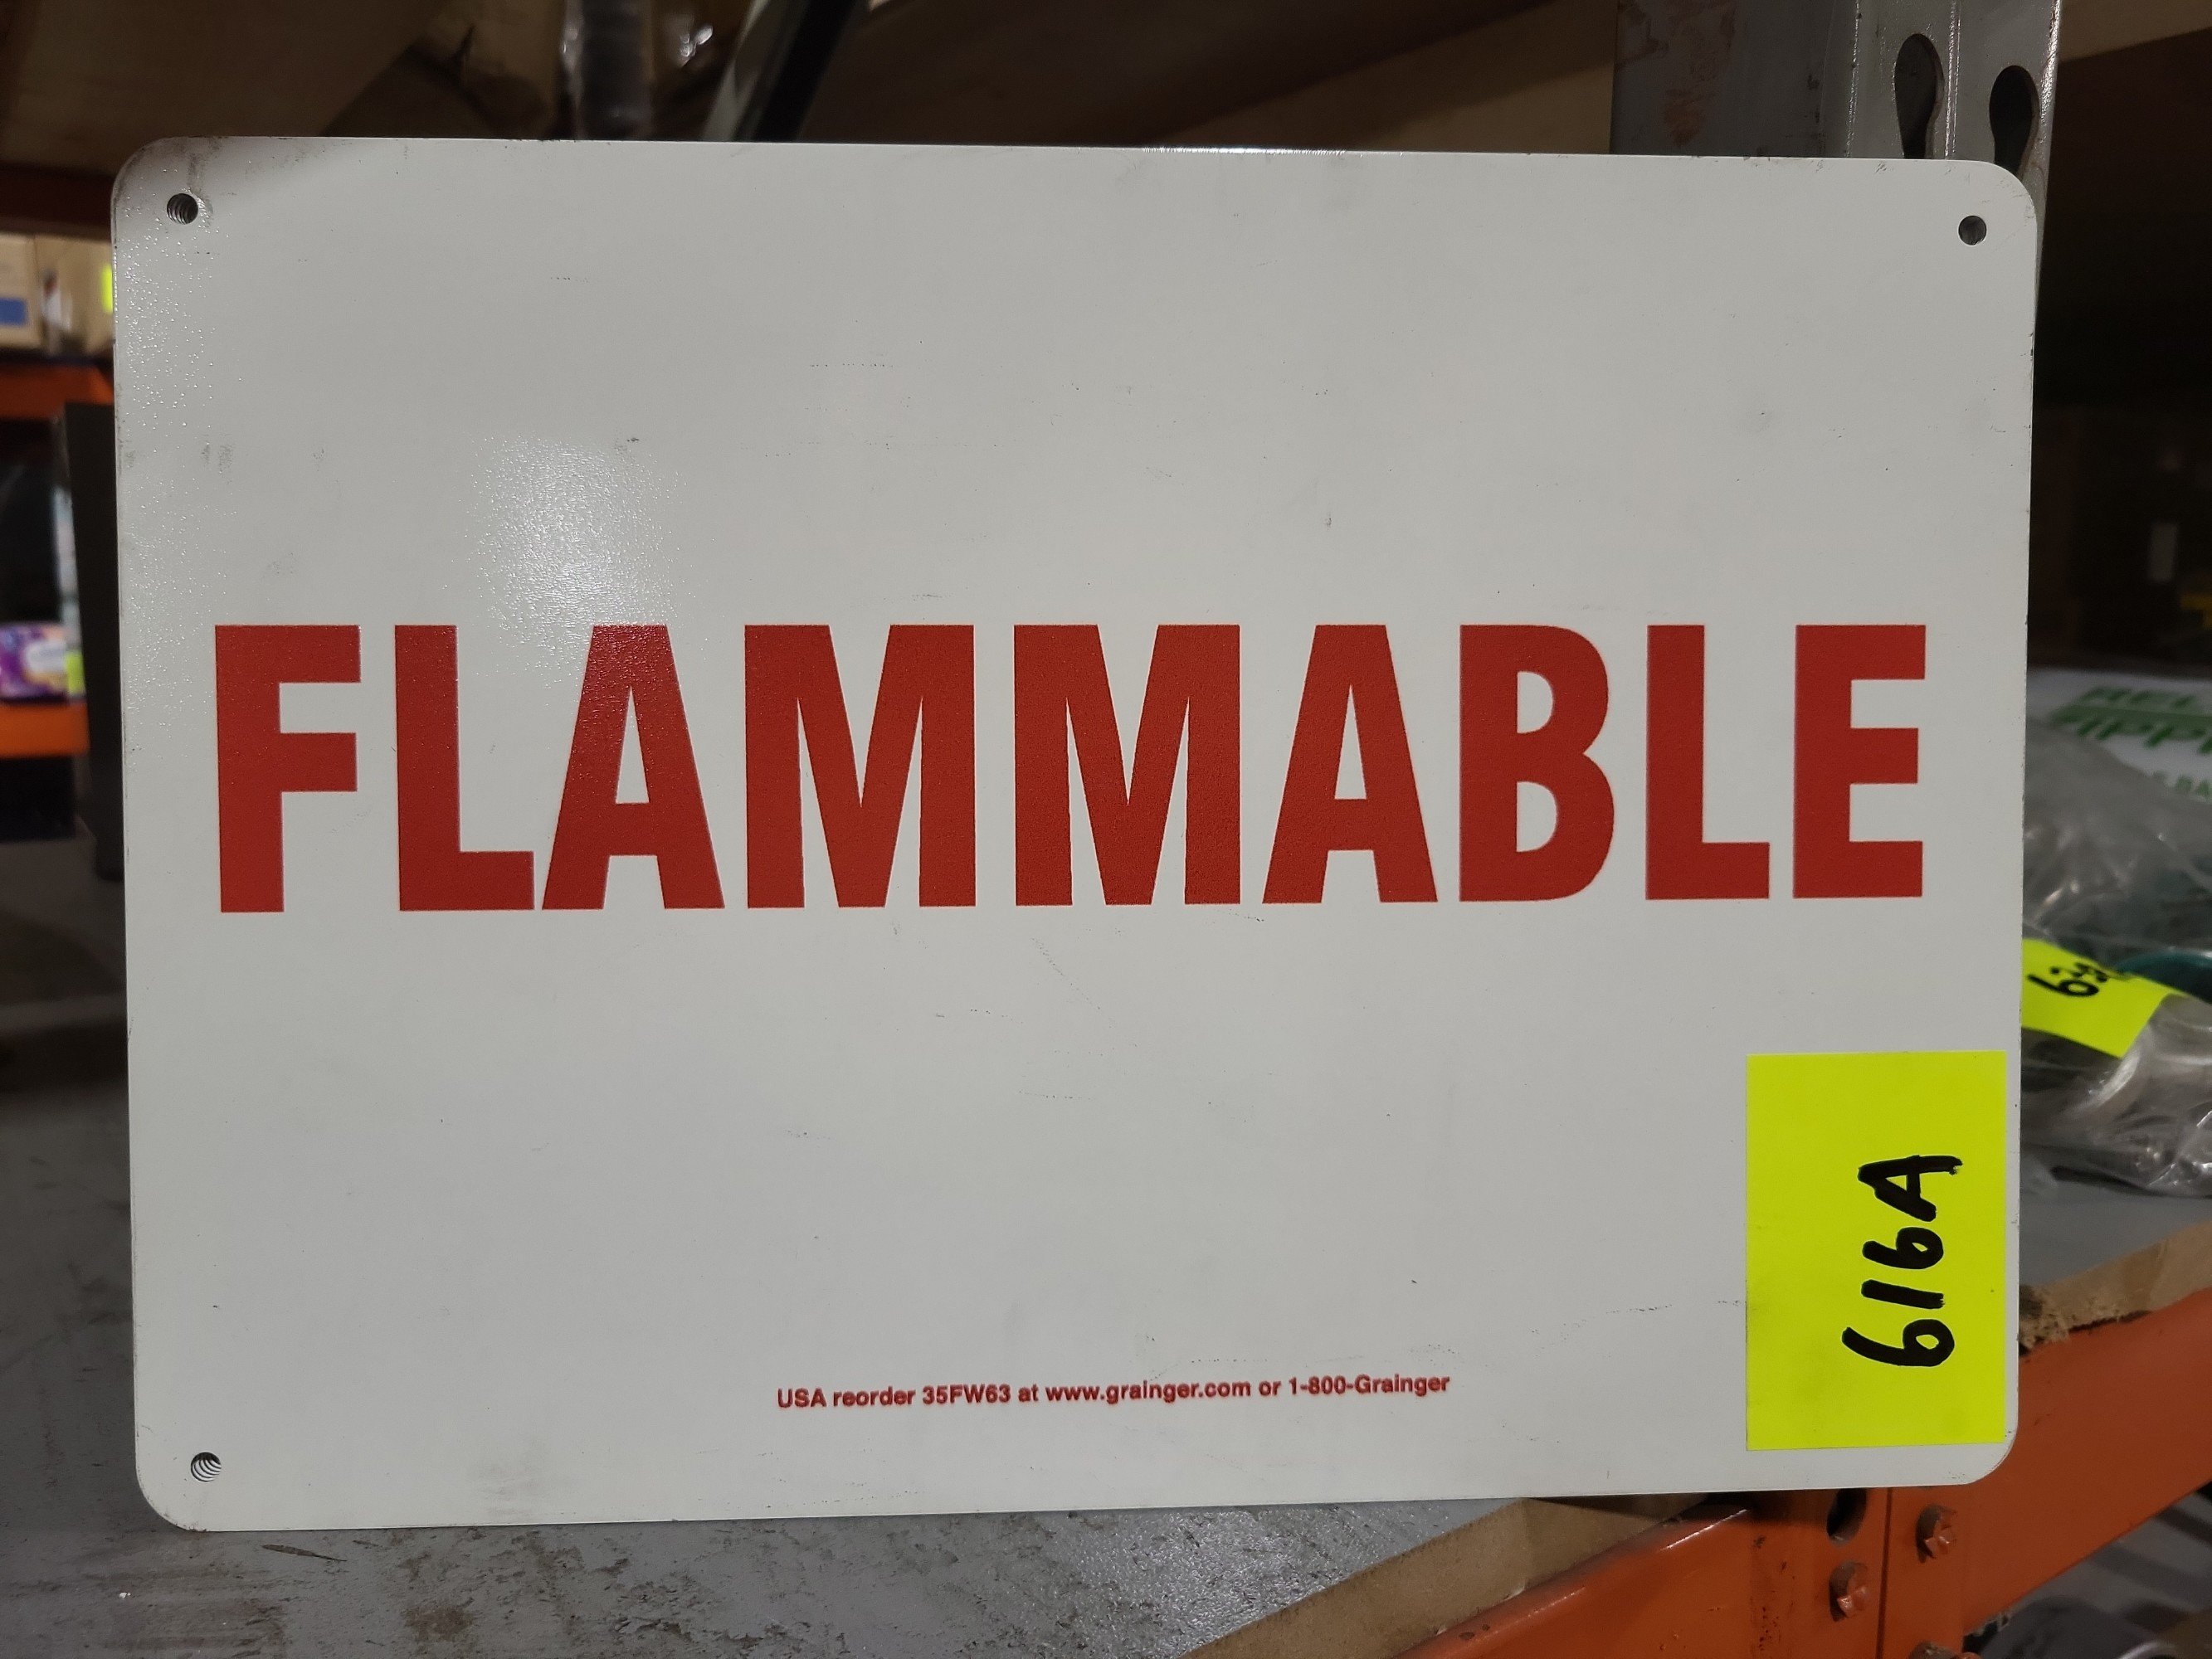 FLAMMABLE
616A
USA reorder 35FW63 at www.grainger.com or 1-800-Grainger